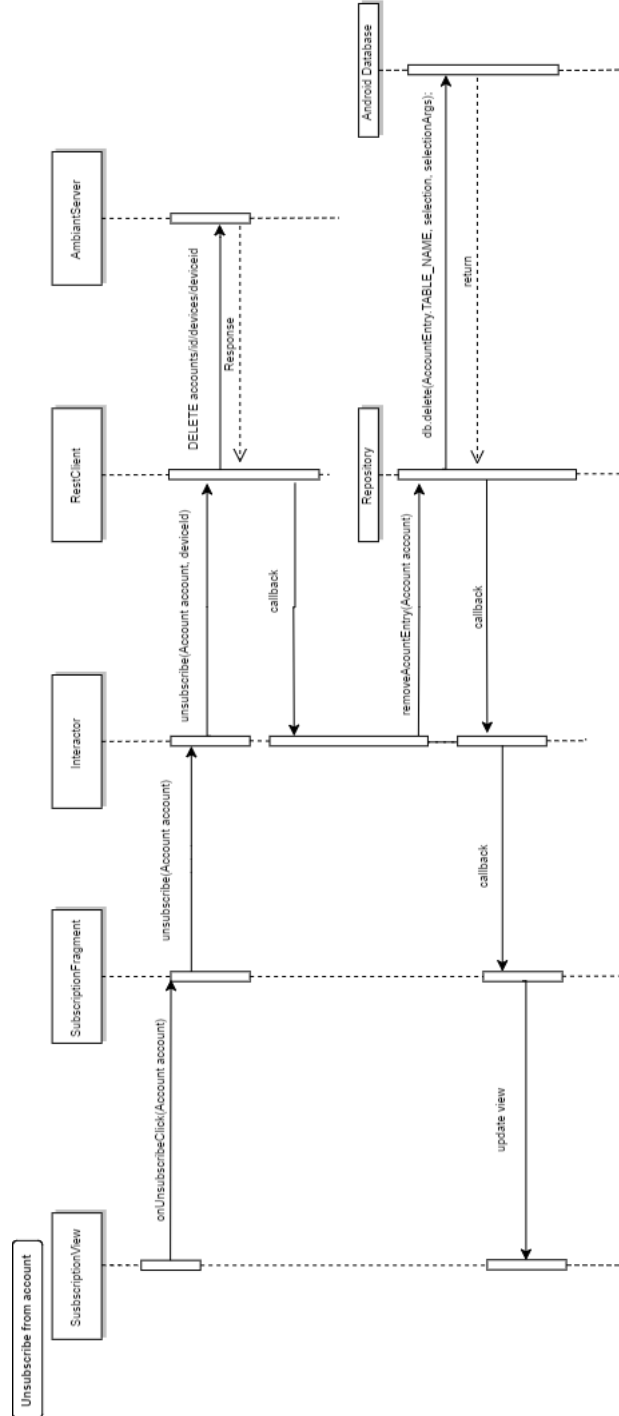 Unsubscribe from account
SusbscriptionView
SubscriptionFragment
Interactor
RestClient
AmbiantServer
onUnsubscribeClick(Account account)
unsubscribe(Account account)
unsubscribe(Account account, deviceId)
DELETE accounts/id/devices/deviceid
Response
callback
Repository
Android Database
removeAcountEntry(Account account)
db.delete(AccountEntry.TABLE_NAME, selection, selectionArgs);
return
callback
callback
update view